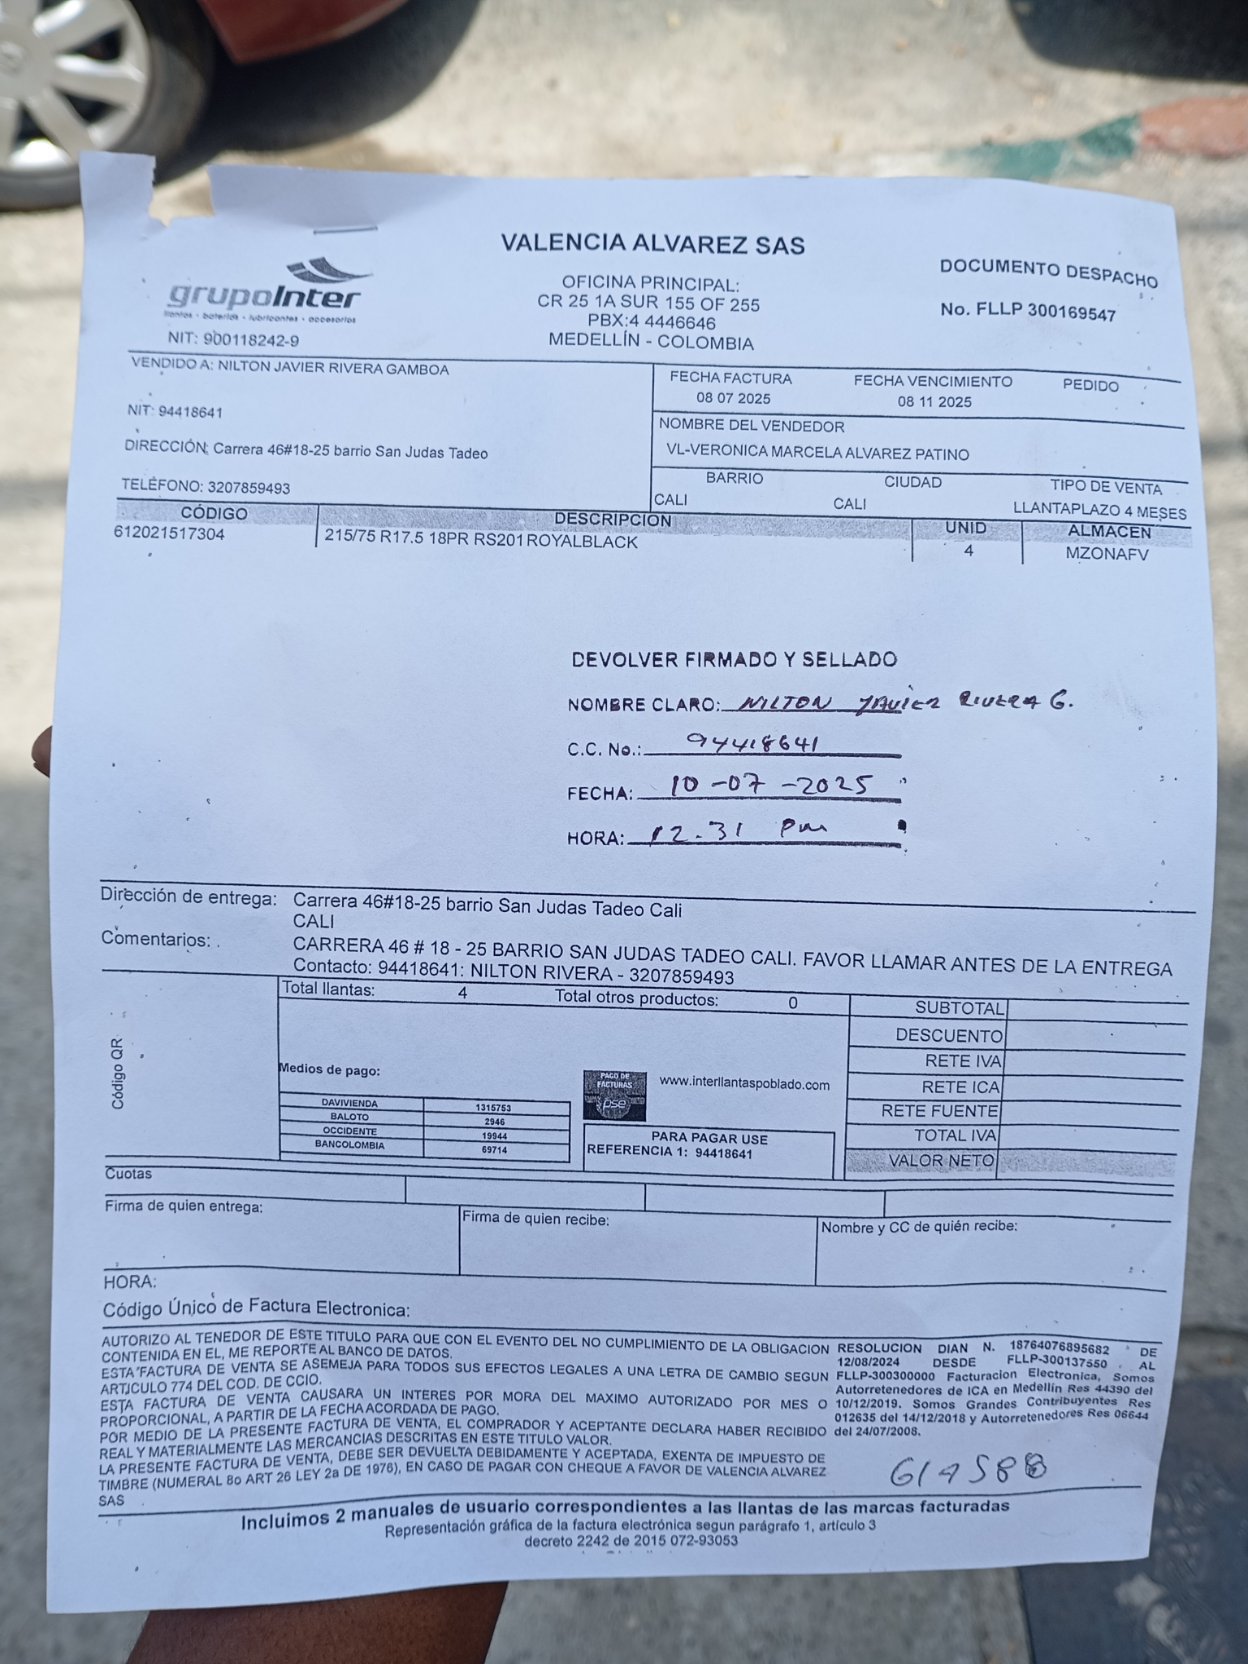 VALENCIA ALVAREZ SAS
OFICINA PRINCIPAL:
CR 25 1A SUR 155 OF 255
PBX:4 4446646
MEDELLÍN - COLOMBIA
grupoInter
llantas • baterías • lubricantes • accesorios
NIT: 900118242-9
DOCUMENTO DESPACHO
No. FLLP 300169547
VENDIDO A: NILTON JAVIER RIVERA GAMBOA
NIT: 94418641
DIRECCIÓN: Carrera 46#18-25 barrio San Judas Tadeo
TELÉFONO: 3207859493
FECHA FACTURA FECHA VENCIMIENTO PEDIDO
08 07 2025 08 11 2025
NOMBRE DEL VENDEDOR
VL-VERONICA MARCELA ALVAREZ PATINO
BARRIO CIUDAD TIPO DE VENTA
CALI CALI LLANTAPLAZO 4 MESES
CÓDIGO DESCRIPCIÓN UNID ALMACEN
612021517304 215/75 R17.5 18PR RS201 ROYALBLACK 4 MZONAFV
DEVOLVER FIRMADO Y SELLADO
NOMBRE CLARO: NILTON JAVIER RIVERA G.
C.C. No.: 94418641
FECHA: 10-07-2025
HORA: 12.31 pm
Dirección de entrega: Carrera 46#18-25 barrio San Judas Tadeo Cali
CALI
Comentarios: CARRERA 46 # 18 - 25 BARRIO SAN JUDAS TADEO CALI. FAVOR LLAMAR ANTES DE LA ENTREGA
Contacto: 94418641: NILTON RIVERA - 3207859493
Código QR
Total llantas: 4 Total otros productos: 0
Medios de pago:
DAVIVIENDA 1315753
BALOTO 2946
OCCIDENTE 19944
BANCOLOMBIA 69714
PAGO DE
FACTURAS
pse
www.interllantaspoblado.com
PARA PAGAR USE
REFERENCIA 1: 94418641
SUBTOTAL
DESCUENTO
RETE IVA
RETE ICA
RETE FUENTE
TOTAL IVA
VALOR NETO
Cuotas
Firma de quien entrega: Firma de quien recibe: Nombre y CC de quién recibe:
HORA:
Código Único de Factura Electronica:
AUTORIZO AL TENEDOR DE ESTE TITULO PARA QUE CON EL EVENTO DEL NO CUMPLIMIENTO DE LA OBLIGACION
CONTENIDA EN EL, ME REPORTE AL BANCO DE DATOS.
ESTA FACTURA DE VENTA SE ASEMEJA PARA TODOS SUS EFECTOS LEGALES A UNA LETRA DE CAMBIO SEGUN
ARTICULO 774 DEL COD. DE CCIO.
ESTA FACTURA DE VENTA CAUSARA UN INTERES POR MORA DEL MAXIMO AUTORIZADO POR MES O
PROPORCIONAL, A PARTIR DE LA FECHA ACORDADA DE PAGO.
POR MEDIO DE LA PRESENTE FACTURA DE VENTA, EL COMPRADOR Y ACEPTANTE DECLARA HABER RECIBIDO
REAL Y MATERIALMENTE LAS MERCANCIAS DESCRITAS EN ESTE TITULO VALOR.
LA PRESENTE FACTURA DE VENTA, DEBE SER DEVUELTA DEBIDAMENTE Y ACEPTADA, EXENTA DE IMPUESTO DE
TIMBRE (NUMERAL 8o ART 26 LEY 2a DE 1976), EN CASO DE PAGAR CON CHEQUE A FAVOR DE VALENCIA ALVAREZ
SAS
RESOLUCION DIAN N. 18764076895682 DE
12/08/2024 DESDE FLLP-300137550 AL
FLLP-300300000 Facturacion Electronica, Somos
Autorretenedores de ICA en Medellín Res 44390 del
10/12/2019. Somos Grandes Contribuyentes Res
012635 del 14/12/2018 y Autorretenedores Res 06644
del 24/07/2008.
Incluimos 2 manuales de usuario correspondientes a las llantas de las marcas facturadas
Representación gráfica de la factura electrónica segun parágrafo 1, artículo 3
decreto 2242 de 2015 072-93053